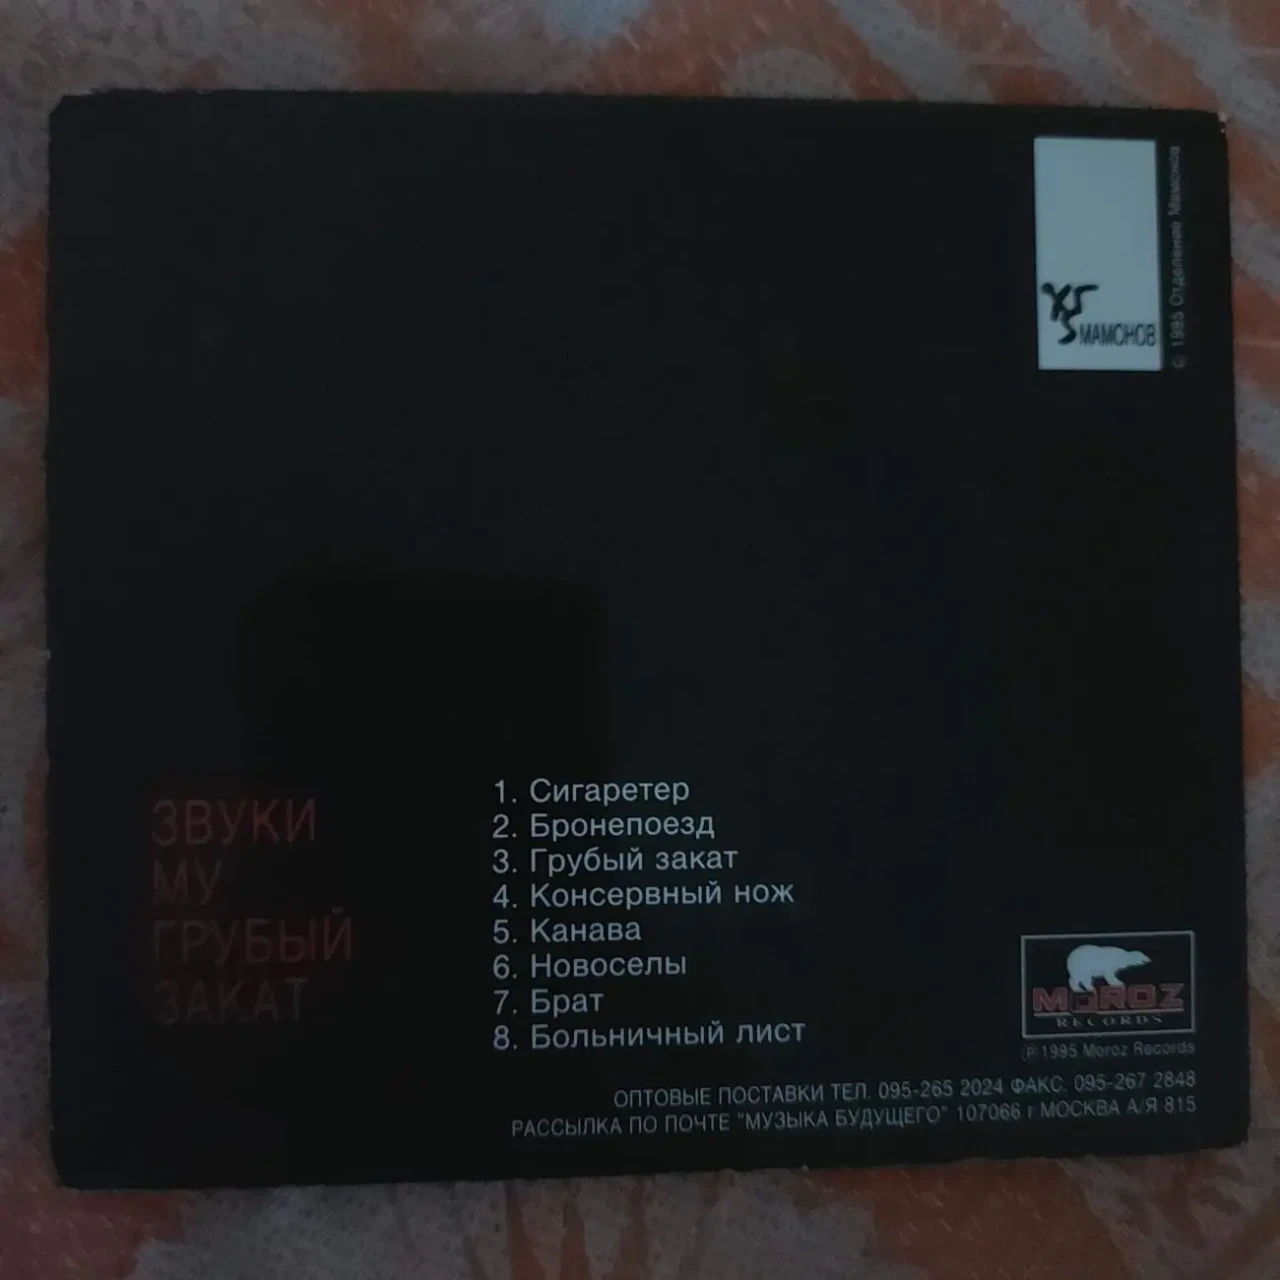 МАМОНОВ
© 1995 Отделение Мамонов
ЗВУКИ
МУ
ГРУБЫЙ
ЗАКАТ
1. Сигаретер
2. Бронепоезд
3. Грубый закат
4. Консервный нож
5. Канава
6. Новоселы
7. Брат
8. Больничный лист
MOROZ
RECORDS
℗ 1995 Moroz Records
ОПТОВЫЕ ПОСТАВКИ ТЕЛ. 095-265 2024 ФАКС. 095-267 2848
РАССЫЛКА ПО ПОЧТЕ "МУЗЫКА БУДУЩЕГО" 107066 г МОСКВА А/Я 815